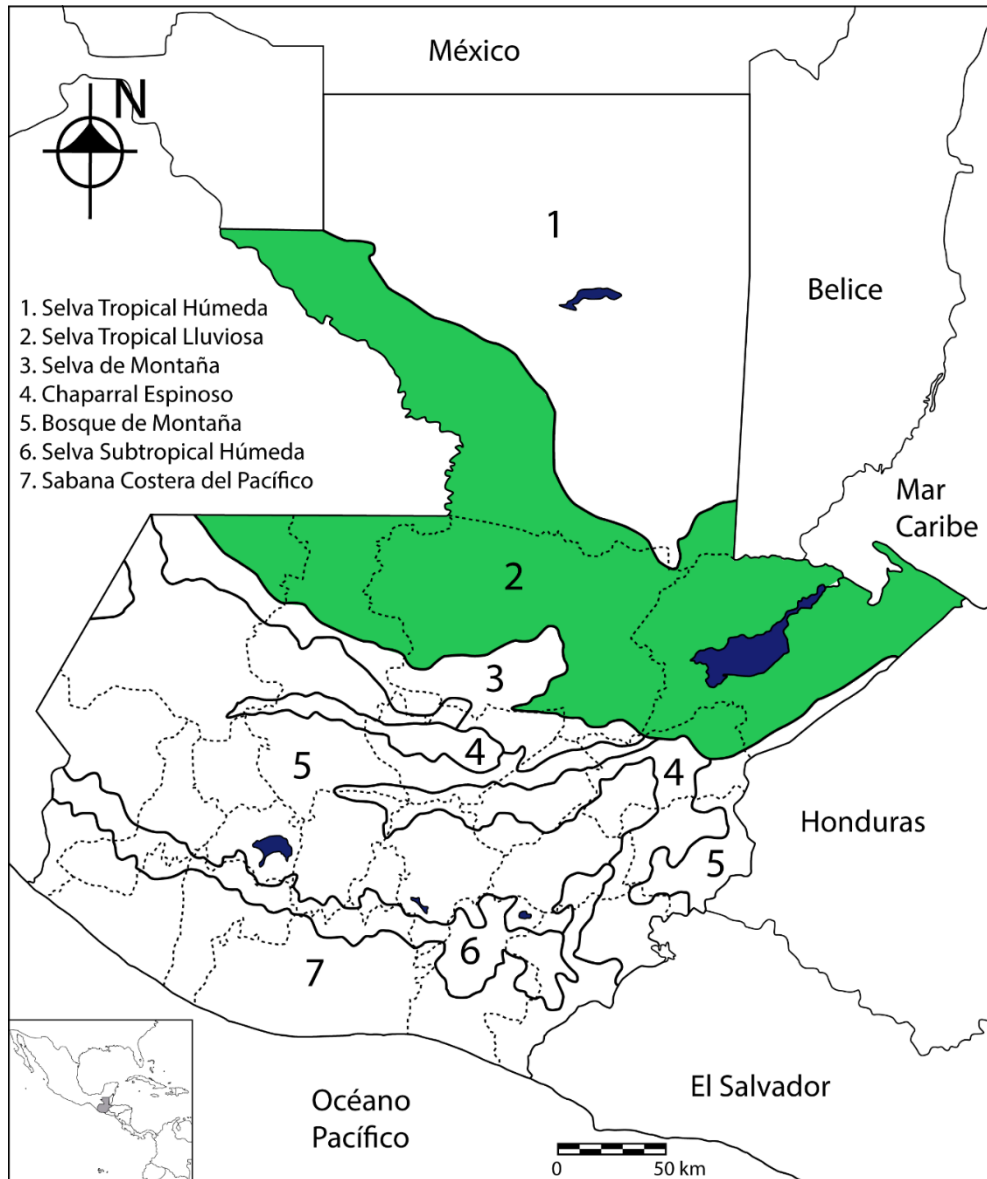 México
N
1
Belice
1. Selva Tropical Húmeda
2. Selva Tropical Lluviosa
3. Selva de Montaña
4. Chaparral Espinoso
5. Bosque de Montaña
6. Selva Subtropical Húmeda
7. Sabana Costera del Pacífico
Mar
Caribe
2
3
4
5
4
Honduras
5
6
7
El Salvador
Océano
Pacífico
0 50 km